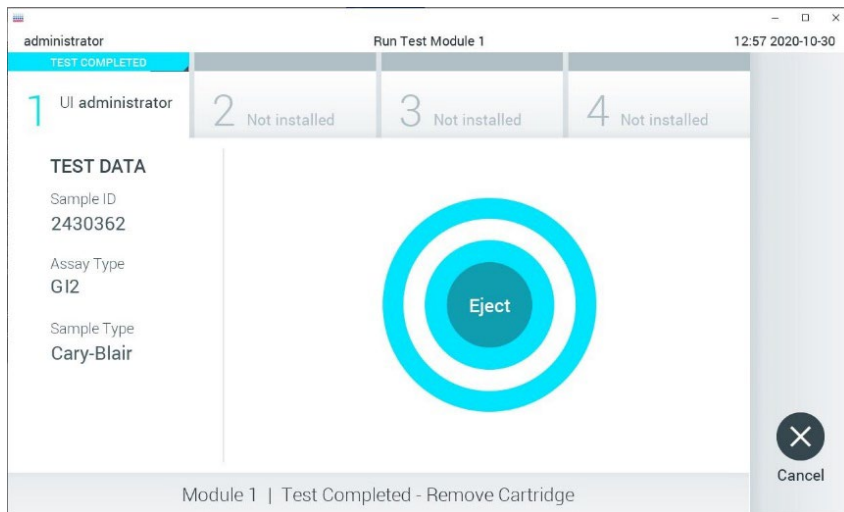 administrator
Run Test Module 1
12:57 2020-10-30
TEST COMPLETED
1 UI administrator
2 Not installed
3 Not installed
4 Not installed
TEST DATA
Sample ID
2430362
Assay Type
GI2
Sample Type
Cary-Blair
Eject
Cancel
Module 1 | Test Completed - Remove Cartridge